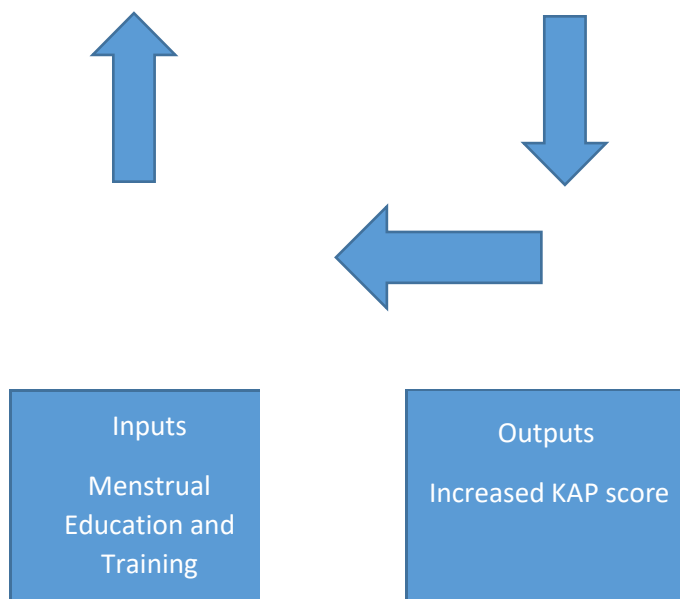 Inputs
Menstrual
Education and
Training
Outputs
Increased KAP score